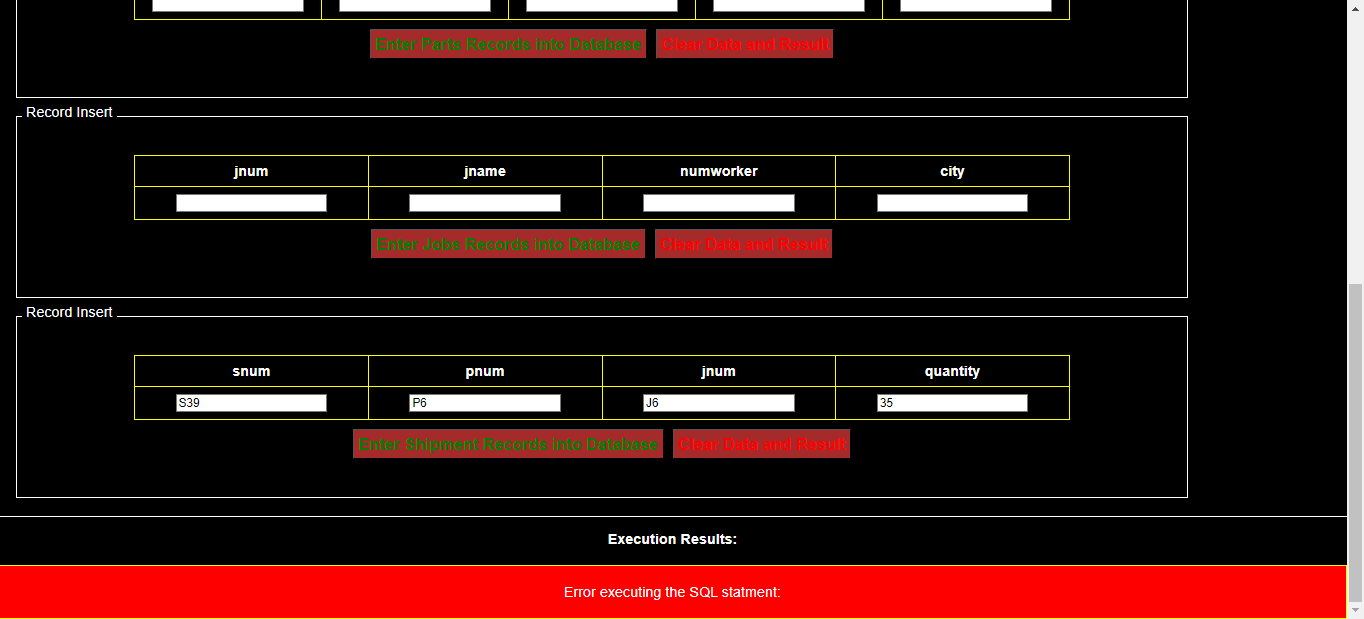 Enter Parts Records into Database Clear Data and Result
Record Insert
jnum jname numworker city
Enter Jobs Records into Database Clear Data and Result
Record Insert
snum pnum jnum quantity
S39 P6 J6 35
Enter Shipment Records into Database Clear Data and Result
Execution Results:
Error executing the SQL statment: